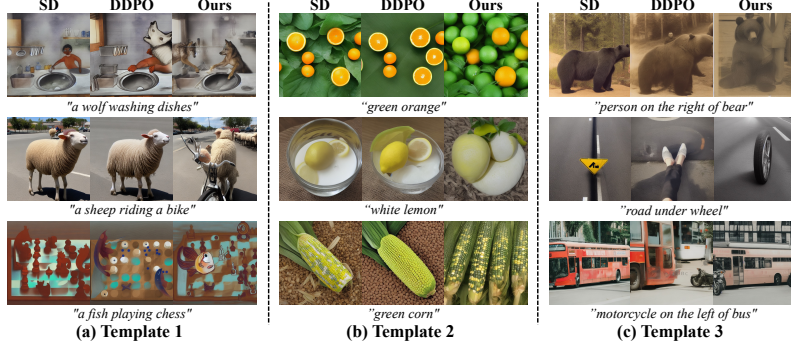 SD DDPO Ours SD DDPO Ours SD DDPO Ours
"a wolf washing dishes" “green orange" ”person on the right of bear"
"a sheep riding a bike" “white lemon" ”road under wheel"
"a fish playing chess" ”green corn" ”motorcycle on the left of bus"
(a) Template 1 (b) Template 2 (c) Template 3